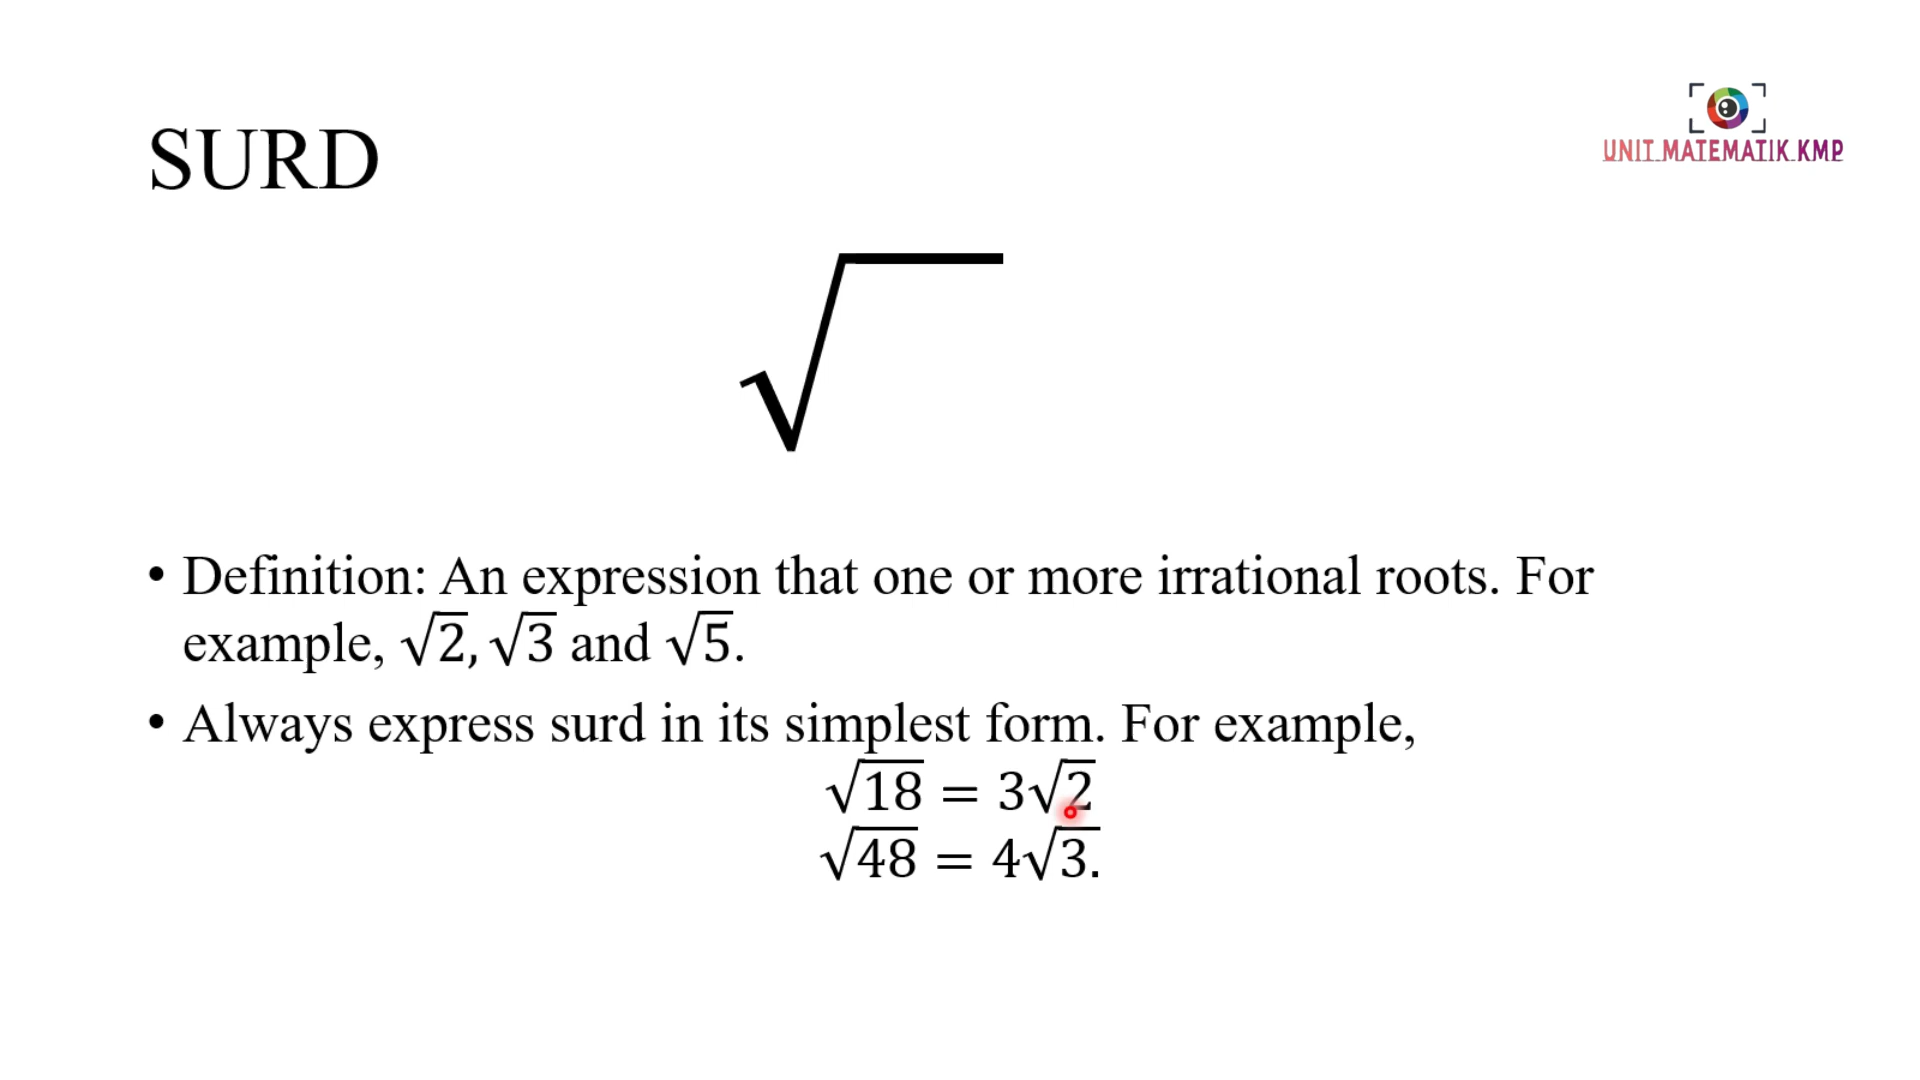 UNIT.MATEMATIK.KMP
SURD
√
• Definition: An expression that one or more irrational roots. For
example, √2, √3 and √5.
• Always express surd in its simplest form. For example,
√18 = 3√2
√48 = 4√3.